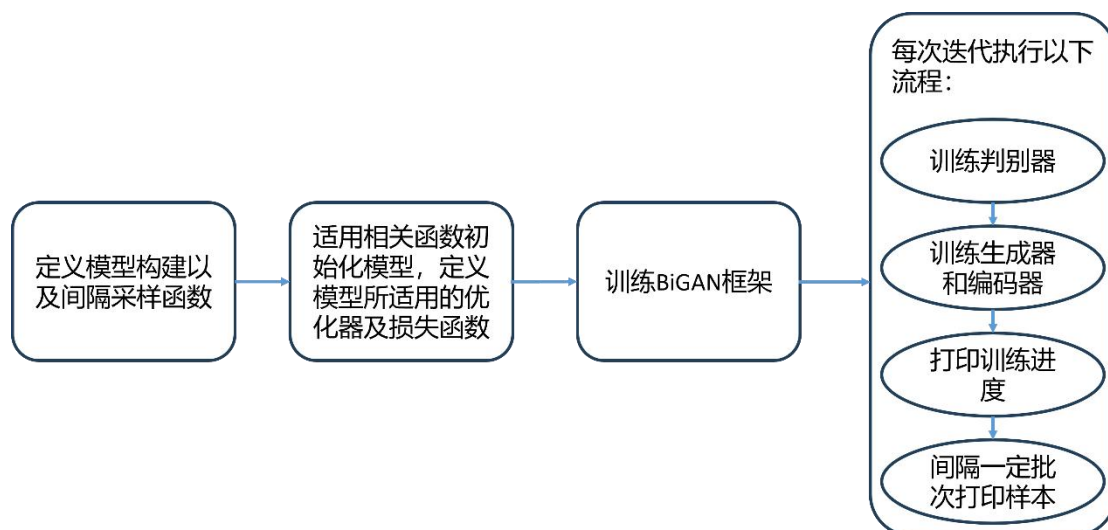 定义模型构建以
及间隔采样函数
适用相关函数初
始化模型，定义
模型所适用的优
化器及损失函数
训练BiGAN框架
每次迭代执行以下
流程：
训练判别器
训练生成器
和编码器
打印训练进
度
间隔一定批
次打印样本